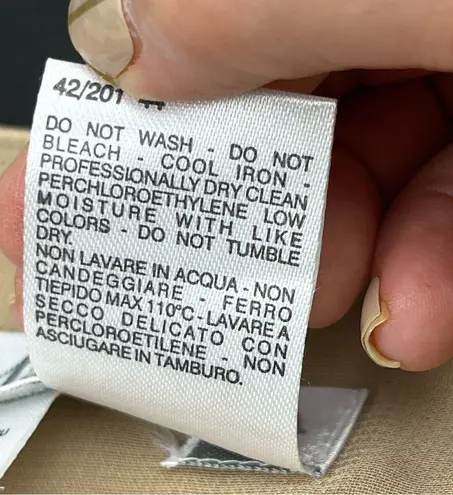 42/201
DO NOT WASH - DO NOT
BLEACH - COOL IRON -
PROFESSIONALLY DRY CLEAN
PERCHLOROETHYLENE LOW
MOISTURE WITH LIKE
COLORS - DO NOT TUMBLE
DRY.
NON LAVARE IN ACQUA - NON
CANDEGGIARE - FERRO
TIEPIDO MAX 110°C - LAVARE A
SECCO DELICATO CON
PERCLOROETILENE - NON
ASCIUGARE IN TAMBURO.